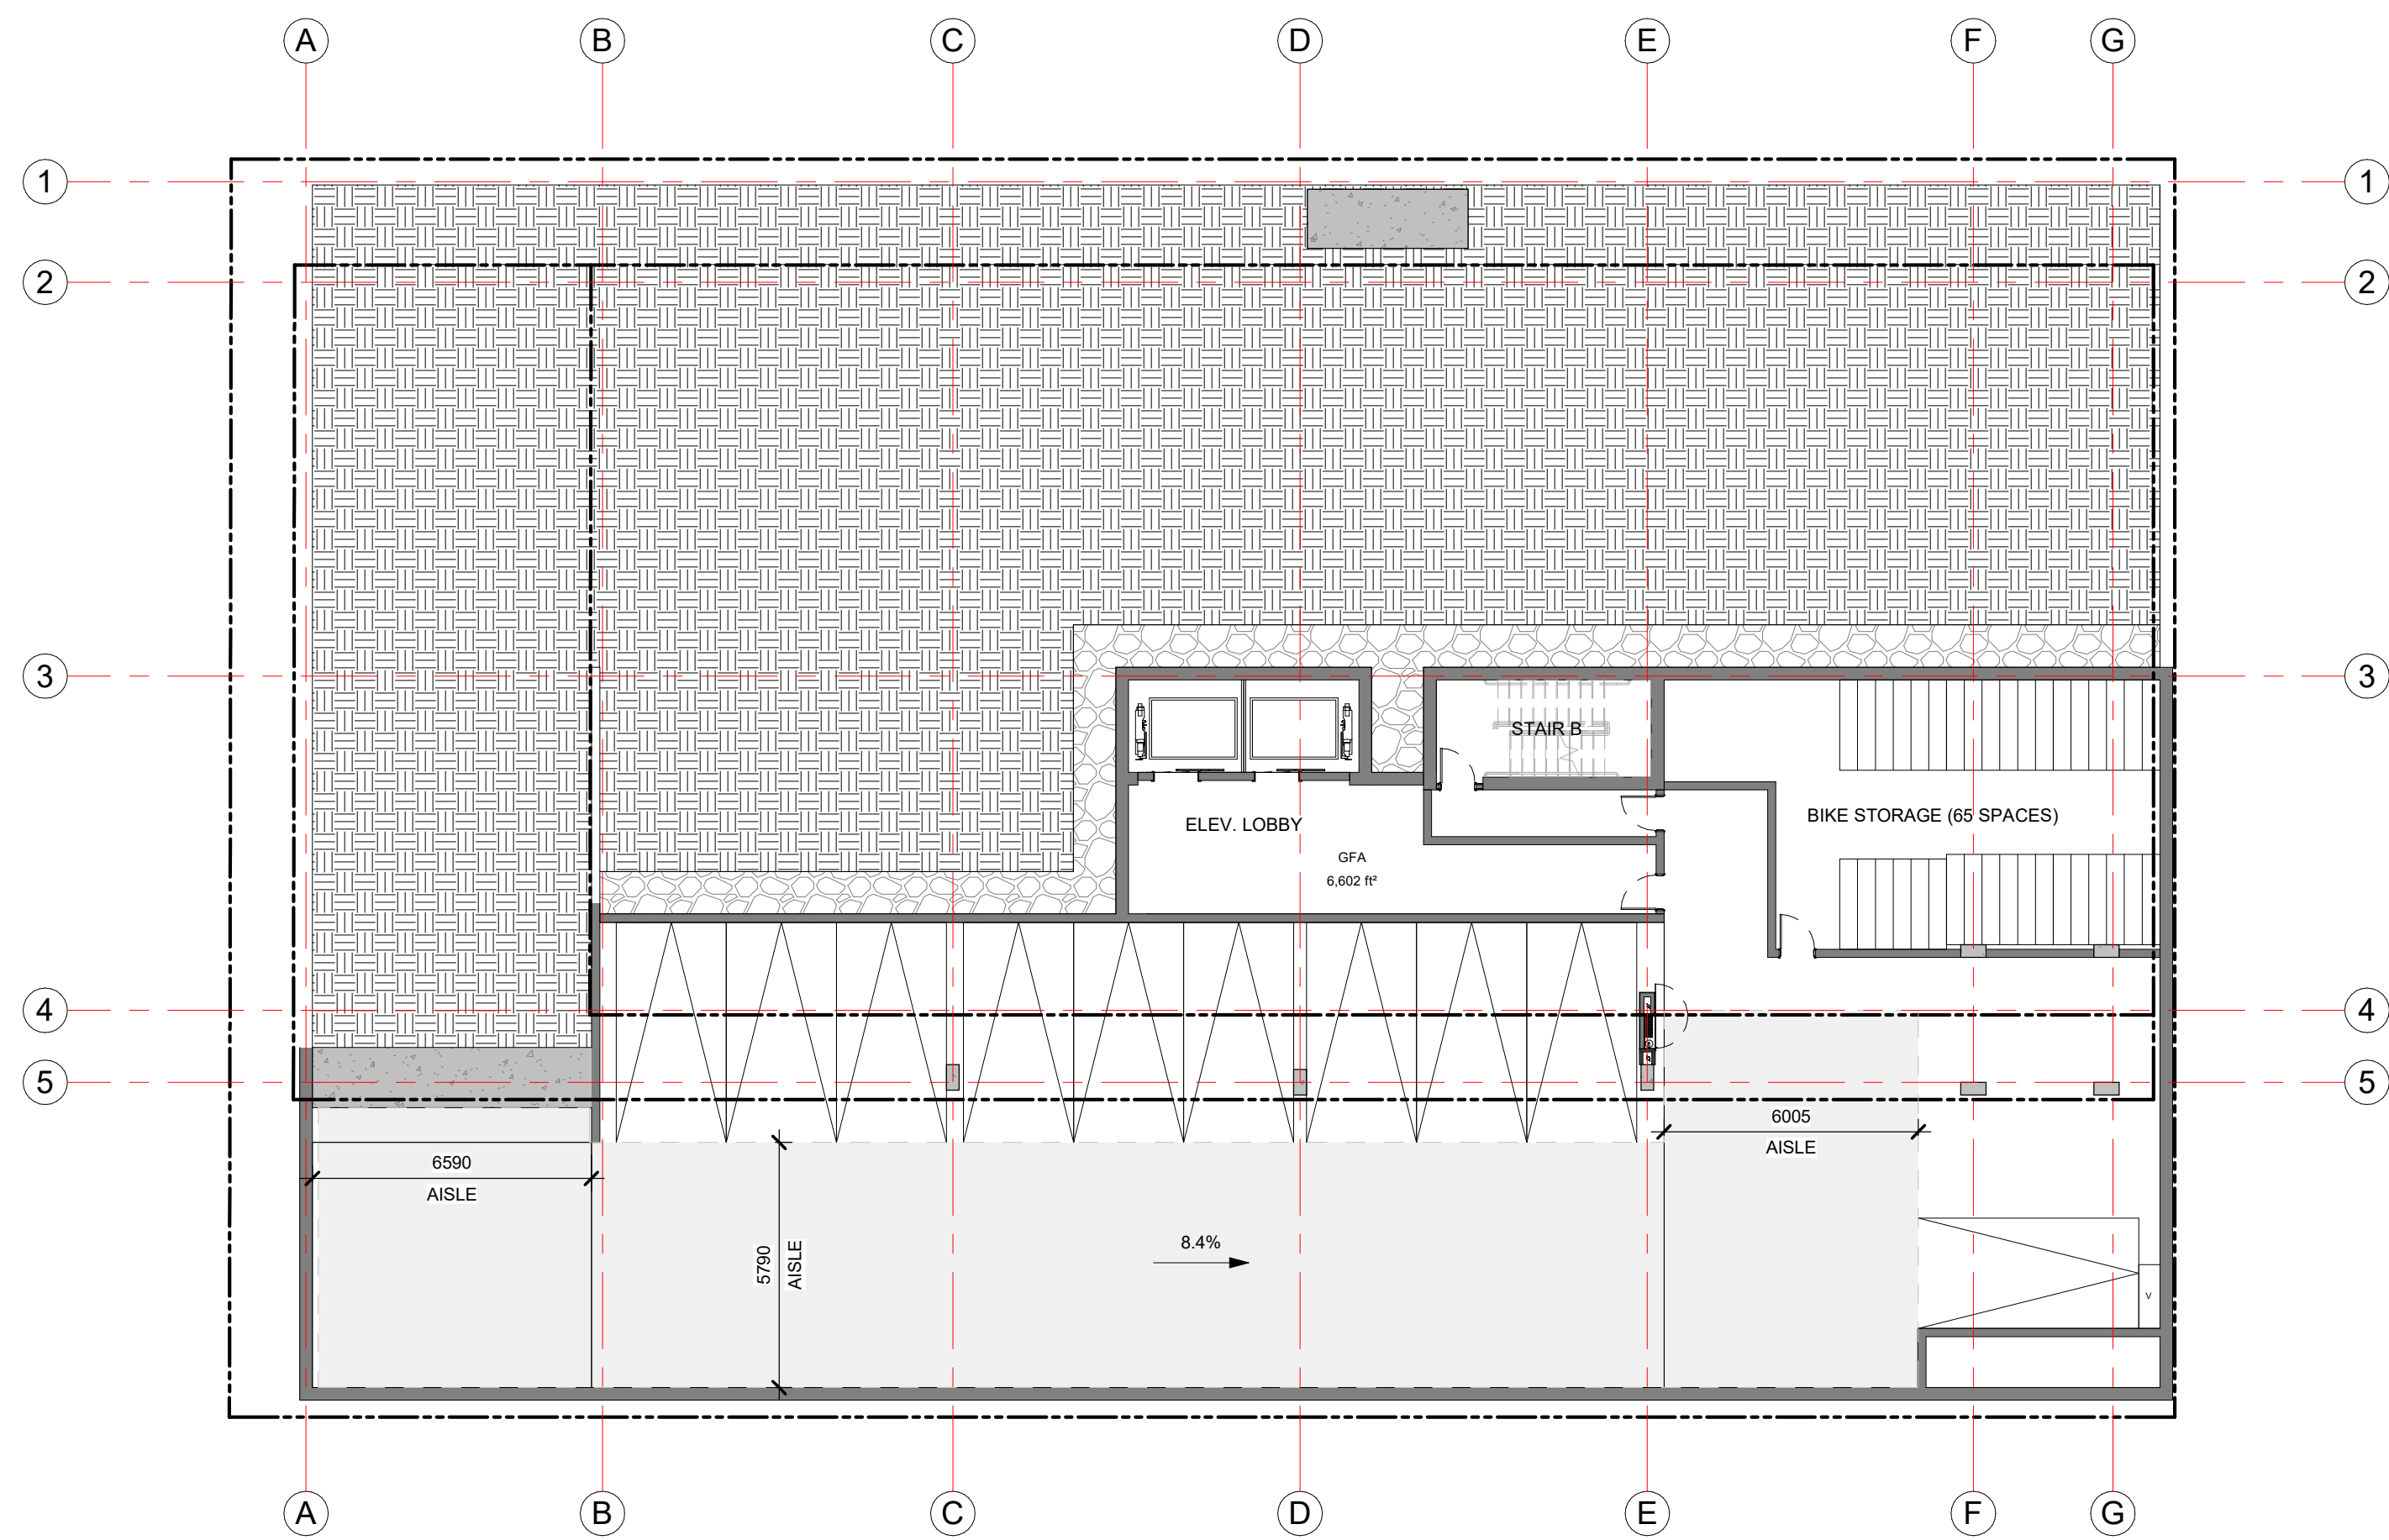 A B C D E F G
1 1
2 2
3 3
STAIR B
BIKE STORAGE (65 SPACES)
ELEV. LOBBY
GFA
6,602 ft²
4 4
5 5
6005
AISLE
6590
AISLE
5790
AISLE
8.4%
V
A B C D E F G